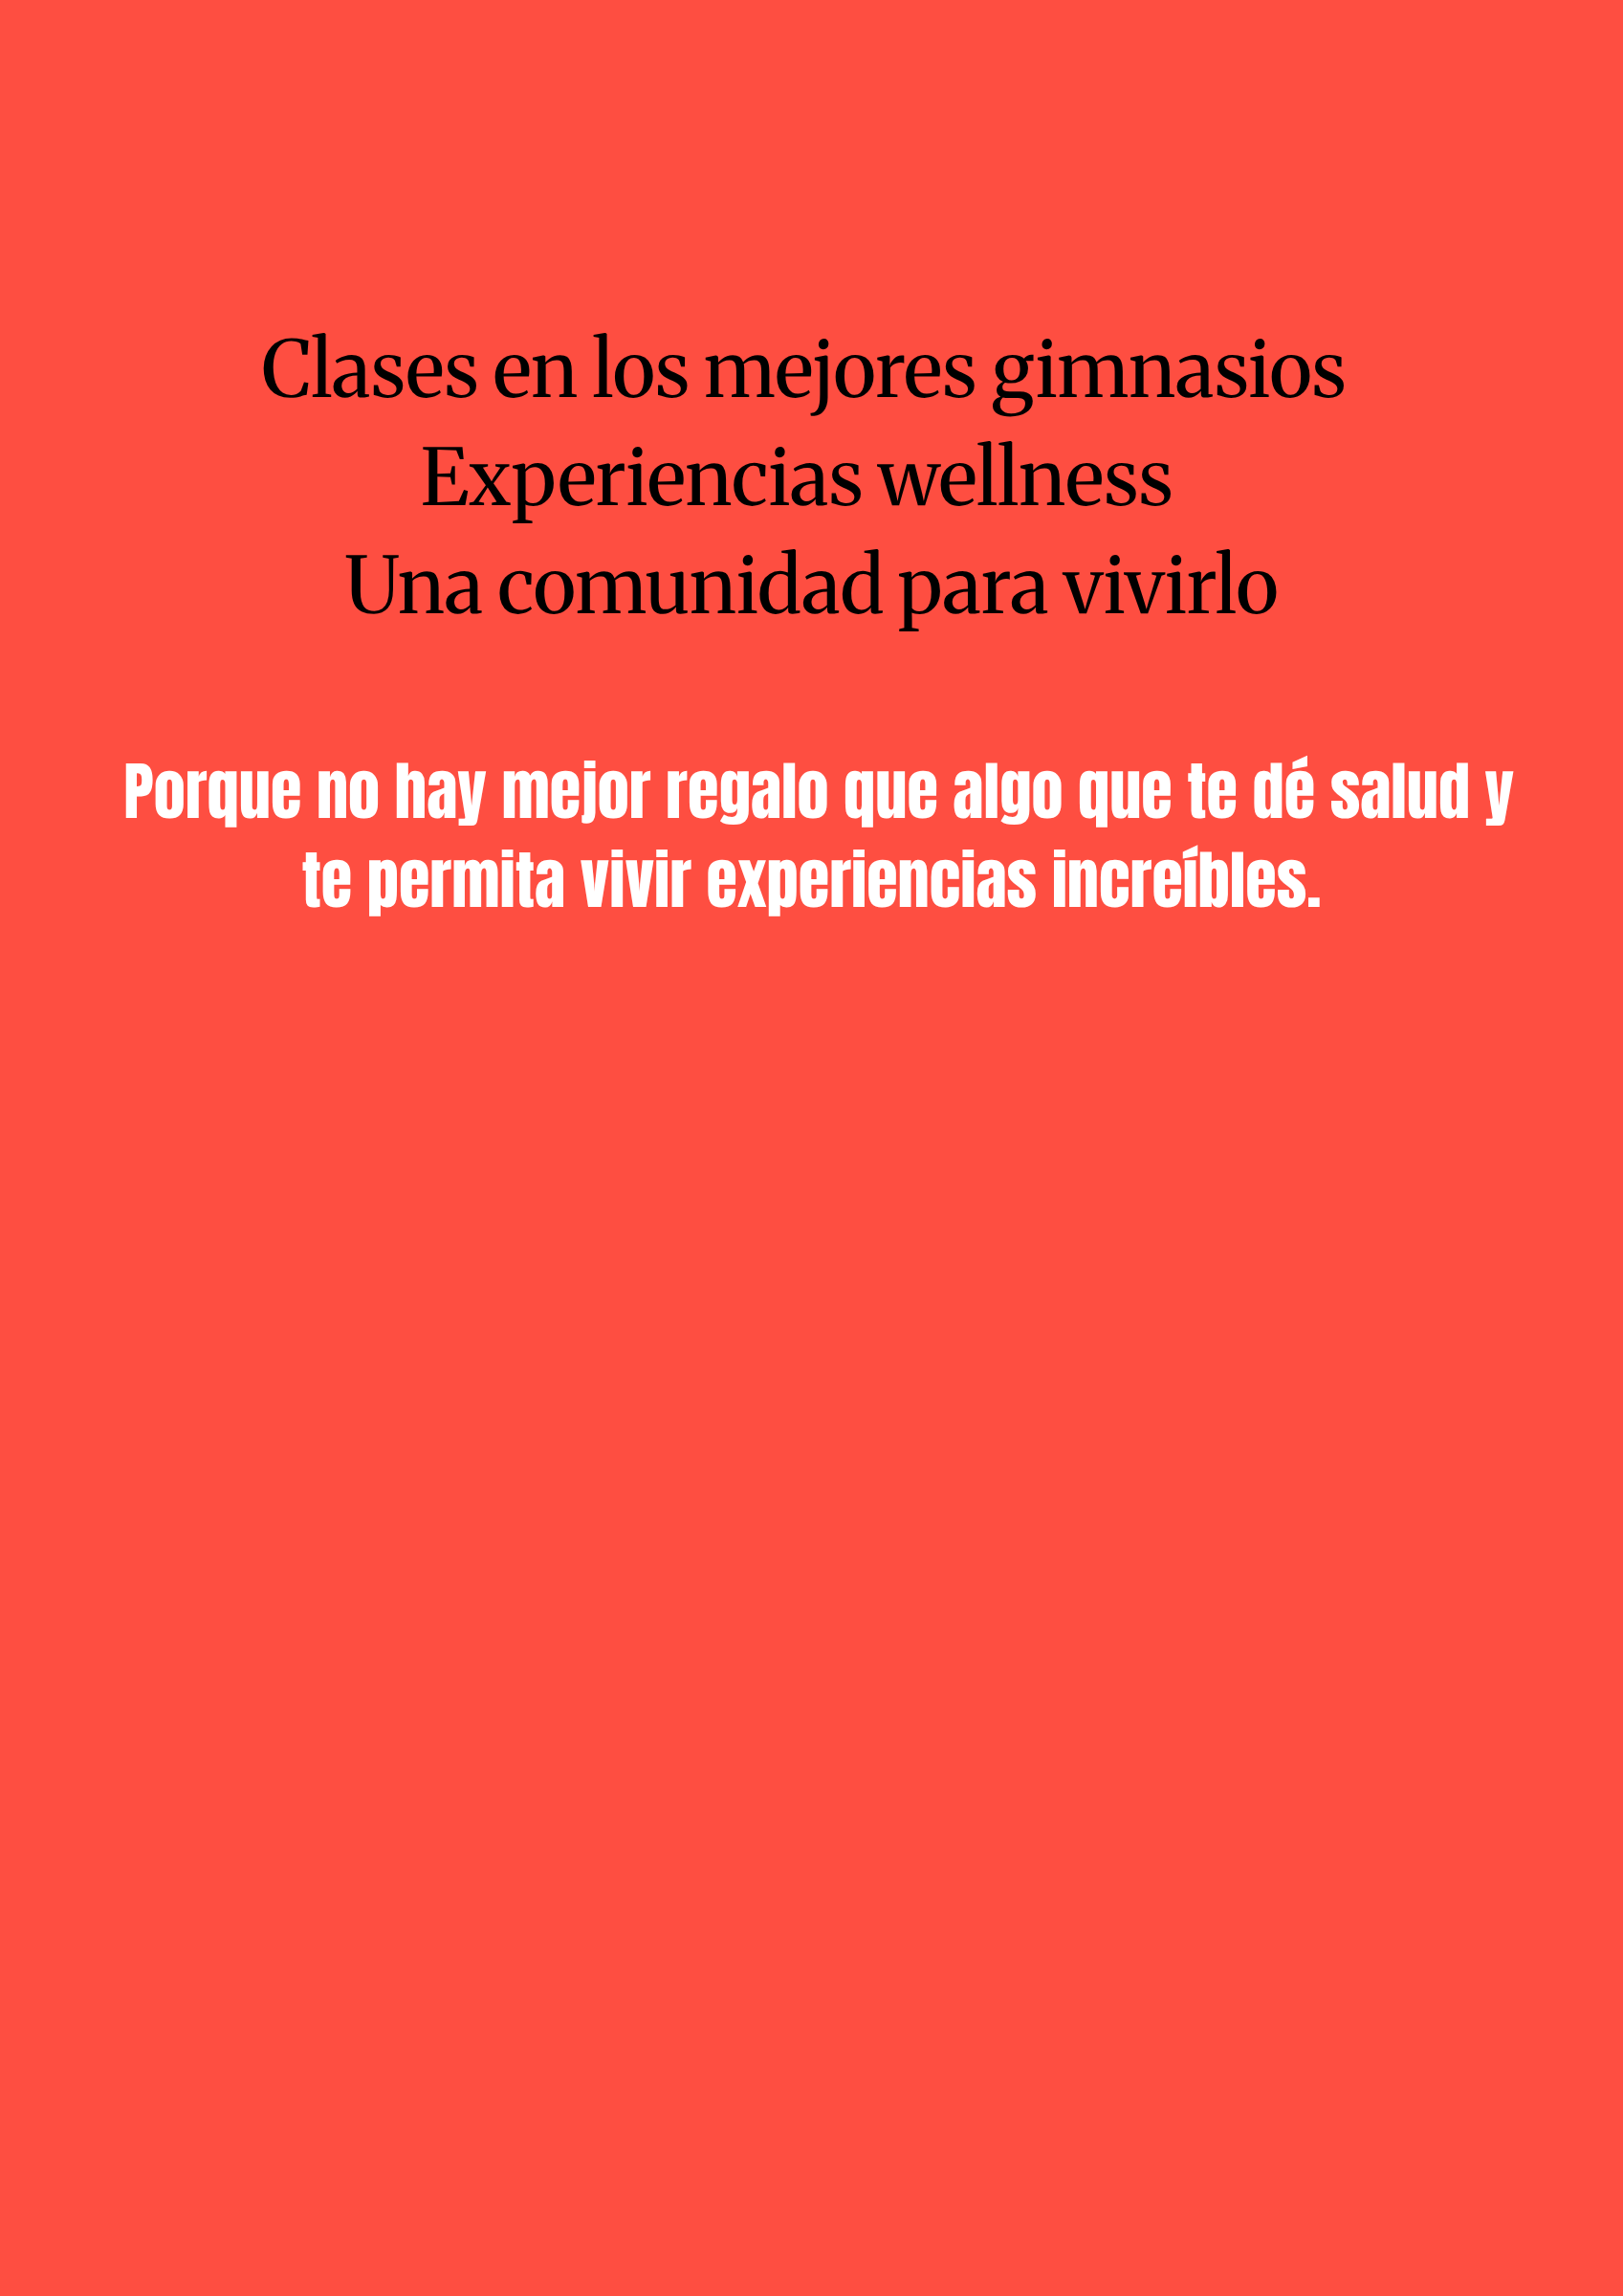 Clases en los mejores gimnasios
Experiencias wellness
Una comunidad para vivirlo
Porque no hay mejor regalo que algo que te dé salud y
te permita vivir experiencias increíbles.